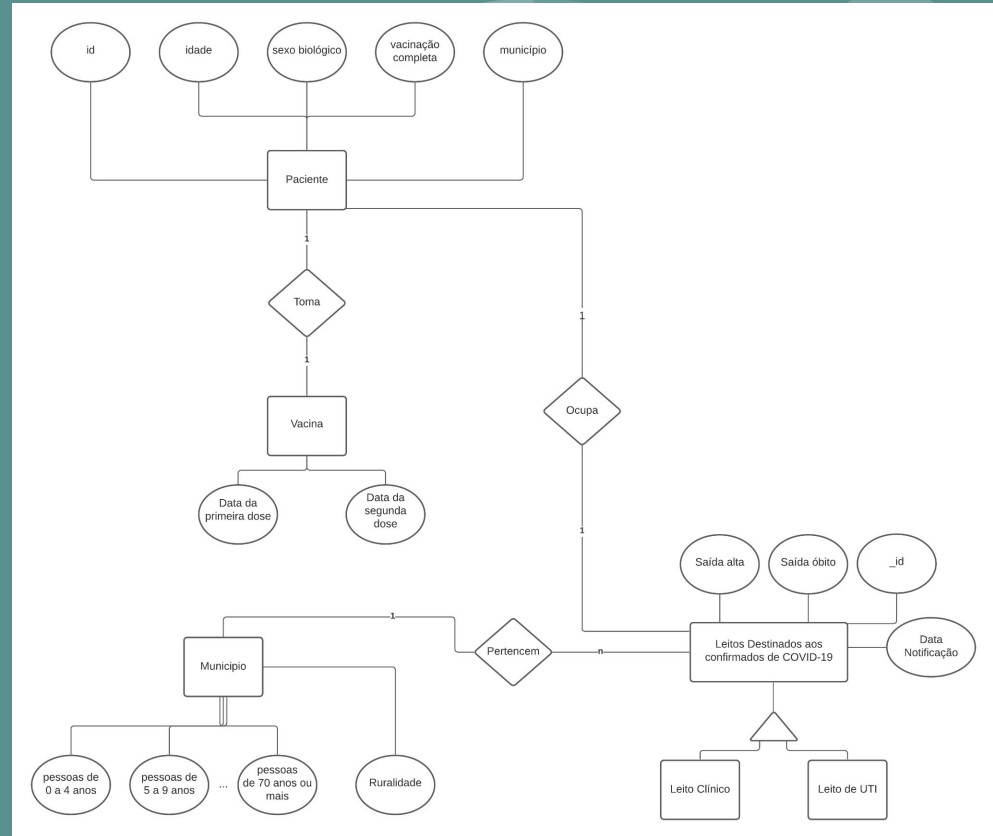 id
idade
sexo biológico
vacinação
completa
município
Paciente
1
Toma
1
1
Vacina
Ocupa
Data da
primeira dose
Data da
segunda
dose
1
Saída alta
Saída óbito
_id
1
Municipio
Pertencem
n
Leitos Destinados aos
confirmados de COVID-19
Data
Notificação
pessoas de
0 a 4 anos
pessoas de
5 a 9 anos
...
pessoas
de 70 anos ou
mais
Ruralidade
Leito Clínico
Leito de UTI